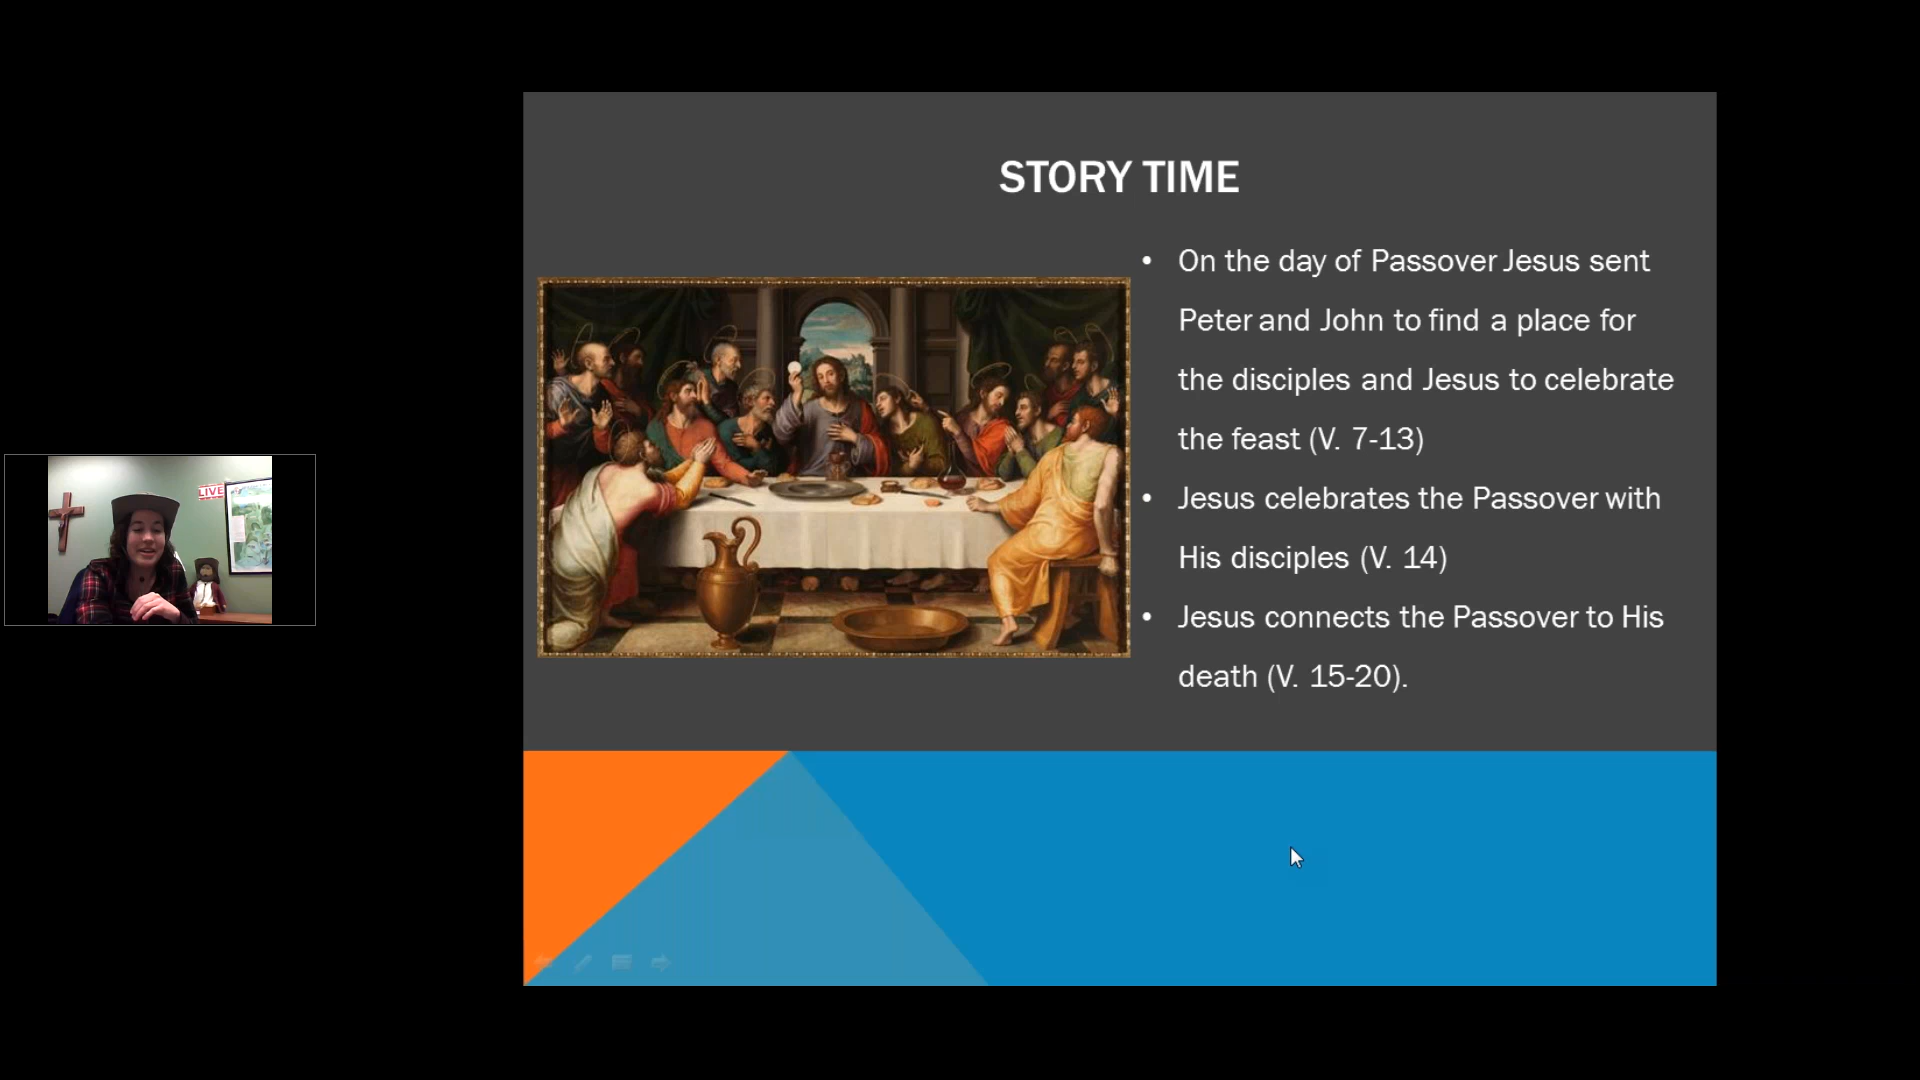 STORY TIME
• On the day of Passover Jesus sent
Peter and John to find a place for
the disciples and Jesus to celebrate
the feast (V. 7-13)
• Jesus celebrates the Passover with
His disciples (V. 14)
• Jesus connects the Passover to His
death (V. 15-20).
LIVE